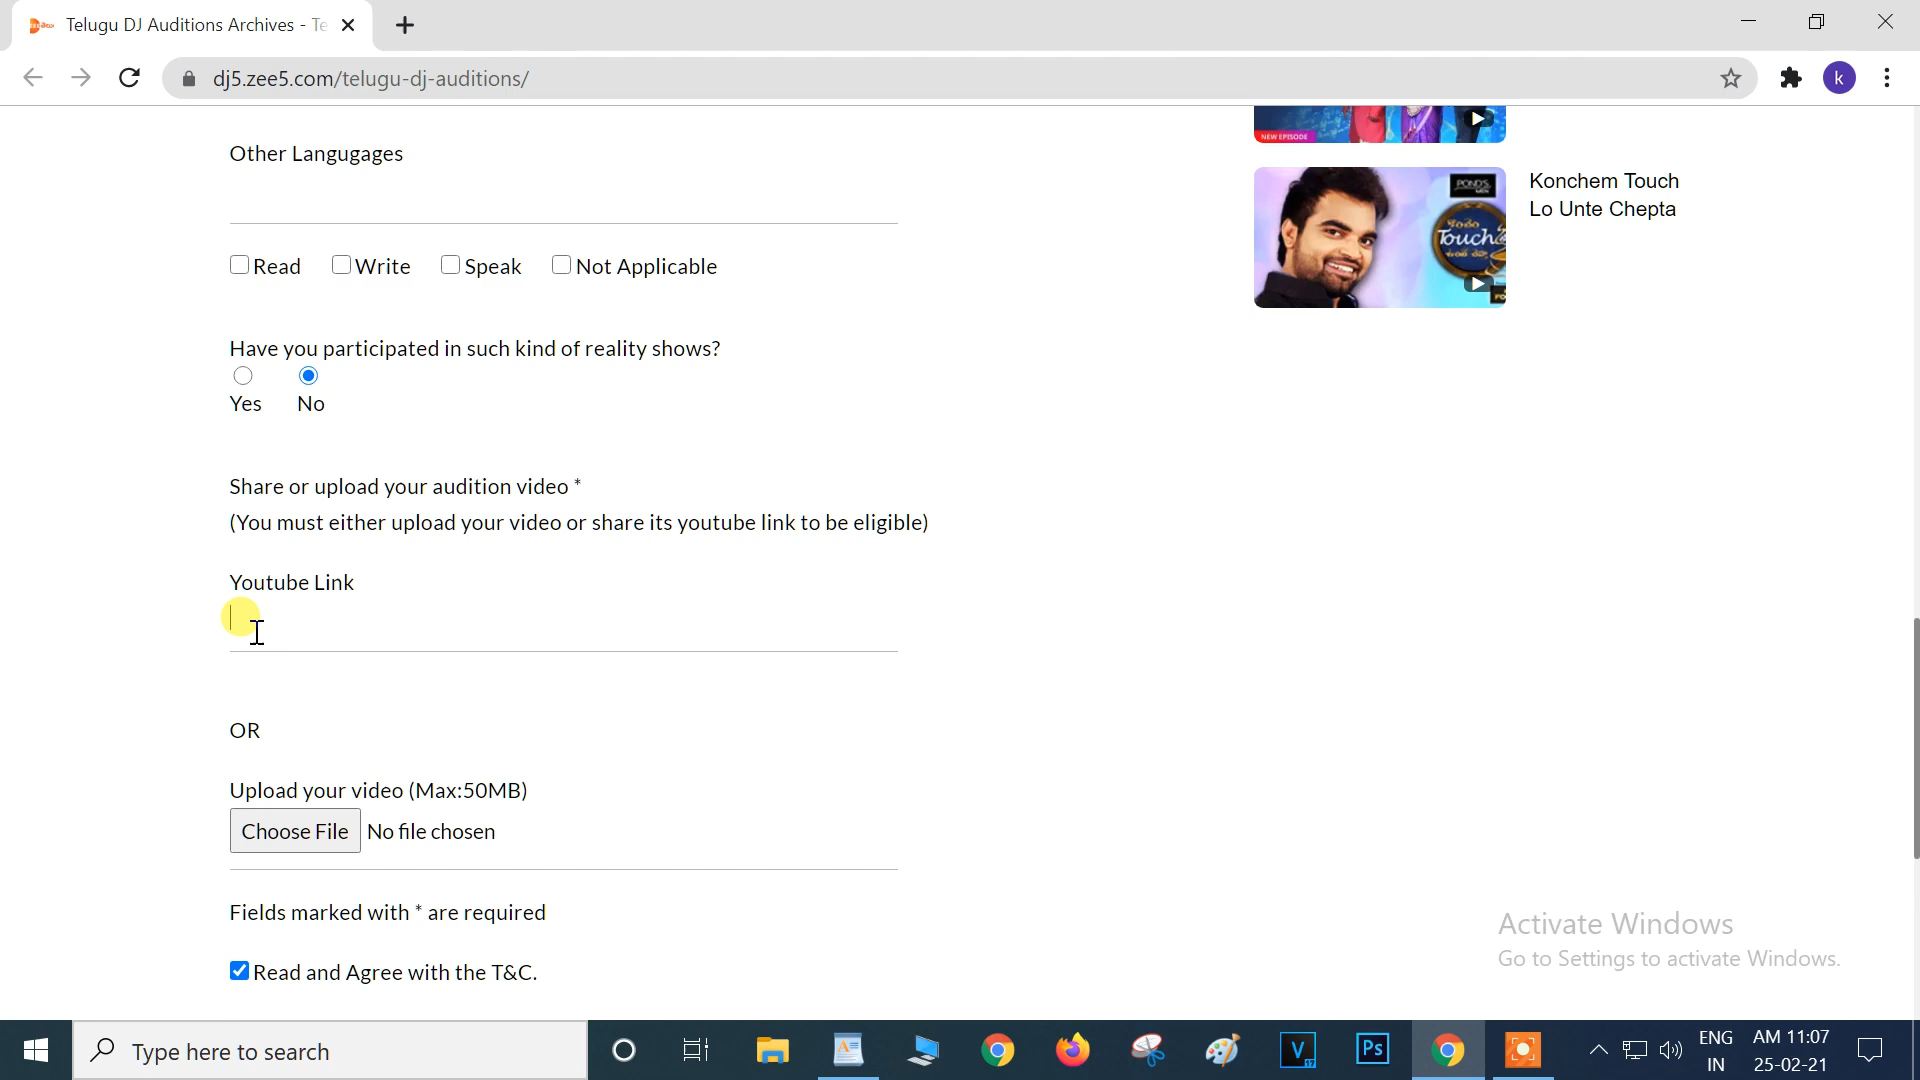 Telugu DJ Auditions Archives - Te
dj5.zee5.com/telugu-dj-auditions/
k
Other Langugages
Read Write Speak Not Applicable
Have you participated in such kind of reality shows?
Yes No
Share or upload your audition video *
(You must either upload your video or share its youtube link to be eligible)
Youtube Link
OR
Upload your video (Max:50MB)
Choose File No file chosen
Fields marked with * are required
Read and Agree with the T&C.
NEW EPISODE
POND'S
MEN
Touch
Konchem Touch
Lo Unte Chepta
Activate Windows
Go to Settings to activate Windows.
Type here to search
V
Ps
ENG
IN
AM 11:07
25-02-21